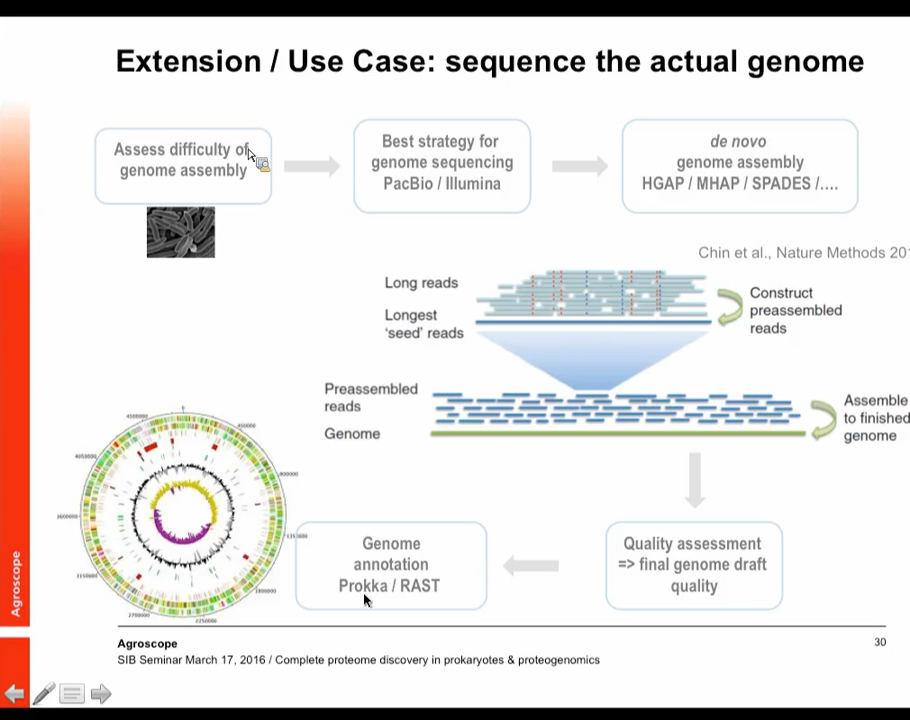 Extension / Use Case: sequence the actual genome
Assess difficulty of
genome assembly
Best strategy for
genome sequencing
PacBio / Illumina
de novo
genome assembly
HGAP / MHAP / SPADES /....
Chin et al., Nature Methods 20
Long reads
Longest
‘seed’ reads
Construct
preassembled
reads
Preassembled
reads
Genome
Assemble
to finished
genome
Genome
annotation
Prokka / RAST
Quality assessment
=> final genome draft
quality
Agroscope
Agroscope
SIB Seminar March 17, 2016 / Complete proteome discovery in prokaryotes & proteogenomics
30